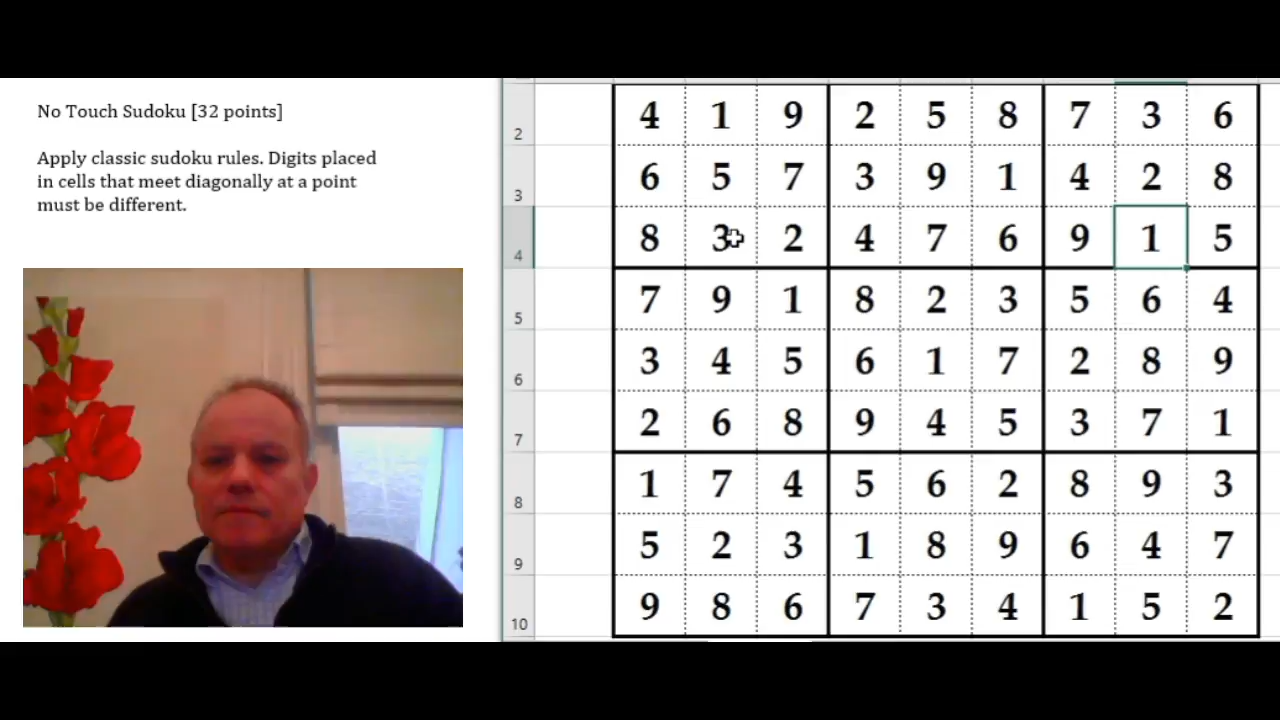 No Touch Sudoku [32 points]
Apply classic sudoku rules. Digits placed
in cells that meet diagonally at a point
must be different.
2 4 1 9 2 5 8 7 3 6
3 6 5 7 3 9 1 4 2 8
4 8 3 2 4 7 6 9 1 5
5 7 9 1 8 2 3 5 6 4
6 3 4 5 6 1 7 2 8 9
7 2 6 8 9 4 5 3 7 1
8 1 7 4 5 6 2 8 9 3
9 5 2 3 1 8 9 6 4 7
10 9 8 6 7 3 4 1 5 2